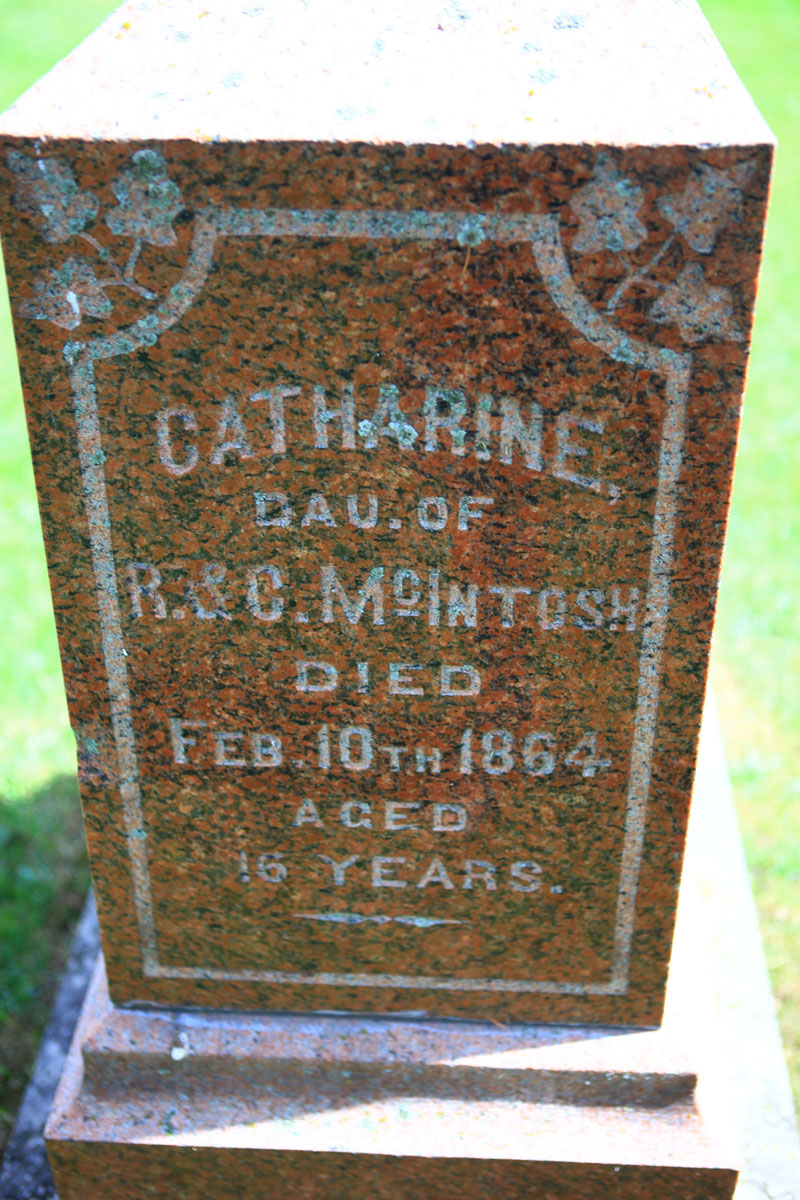 CATHARINE,
DAU. OF
R. & C. McINTOSH
DIED
FEB. 10TH 1864
AGED
16 YEARS.